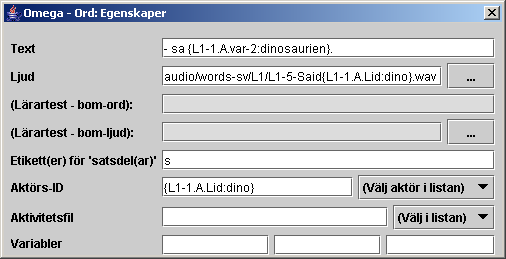 Omega - Ord: Egenskaper
Text - sa {L1-1.A.var-2:dinosaurien}.
Ljud audio/words-sv/L1/L1-5-Said{L1-1.A.Lid:dino}.wav ...
(Lärartest - bom-ord):
(Lärartest - bom-ljud): ...
Etikett(er) för 'satsdel(ar)' s
Aktörs-ID {L1-1.A.Lid:dino} (Välj aktör i listan)
Aktivitetsfil (Välj i listan)
Variabler